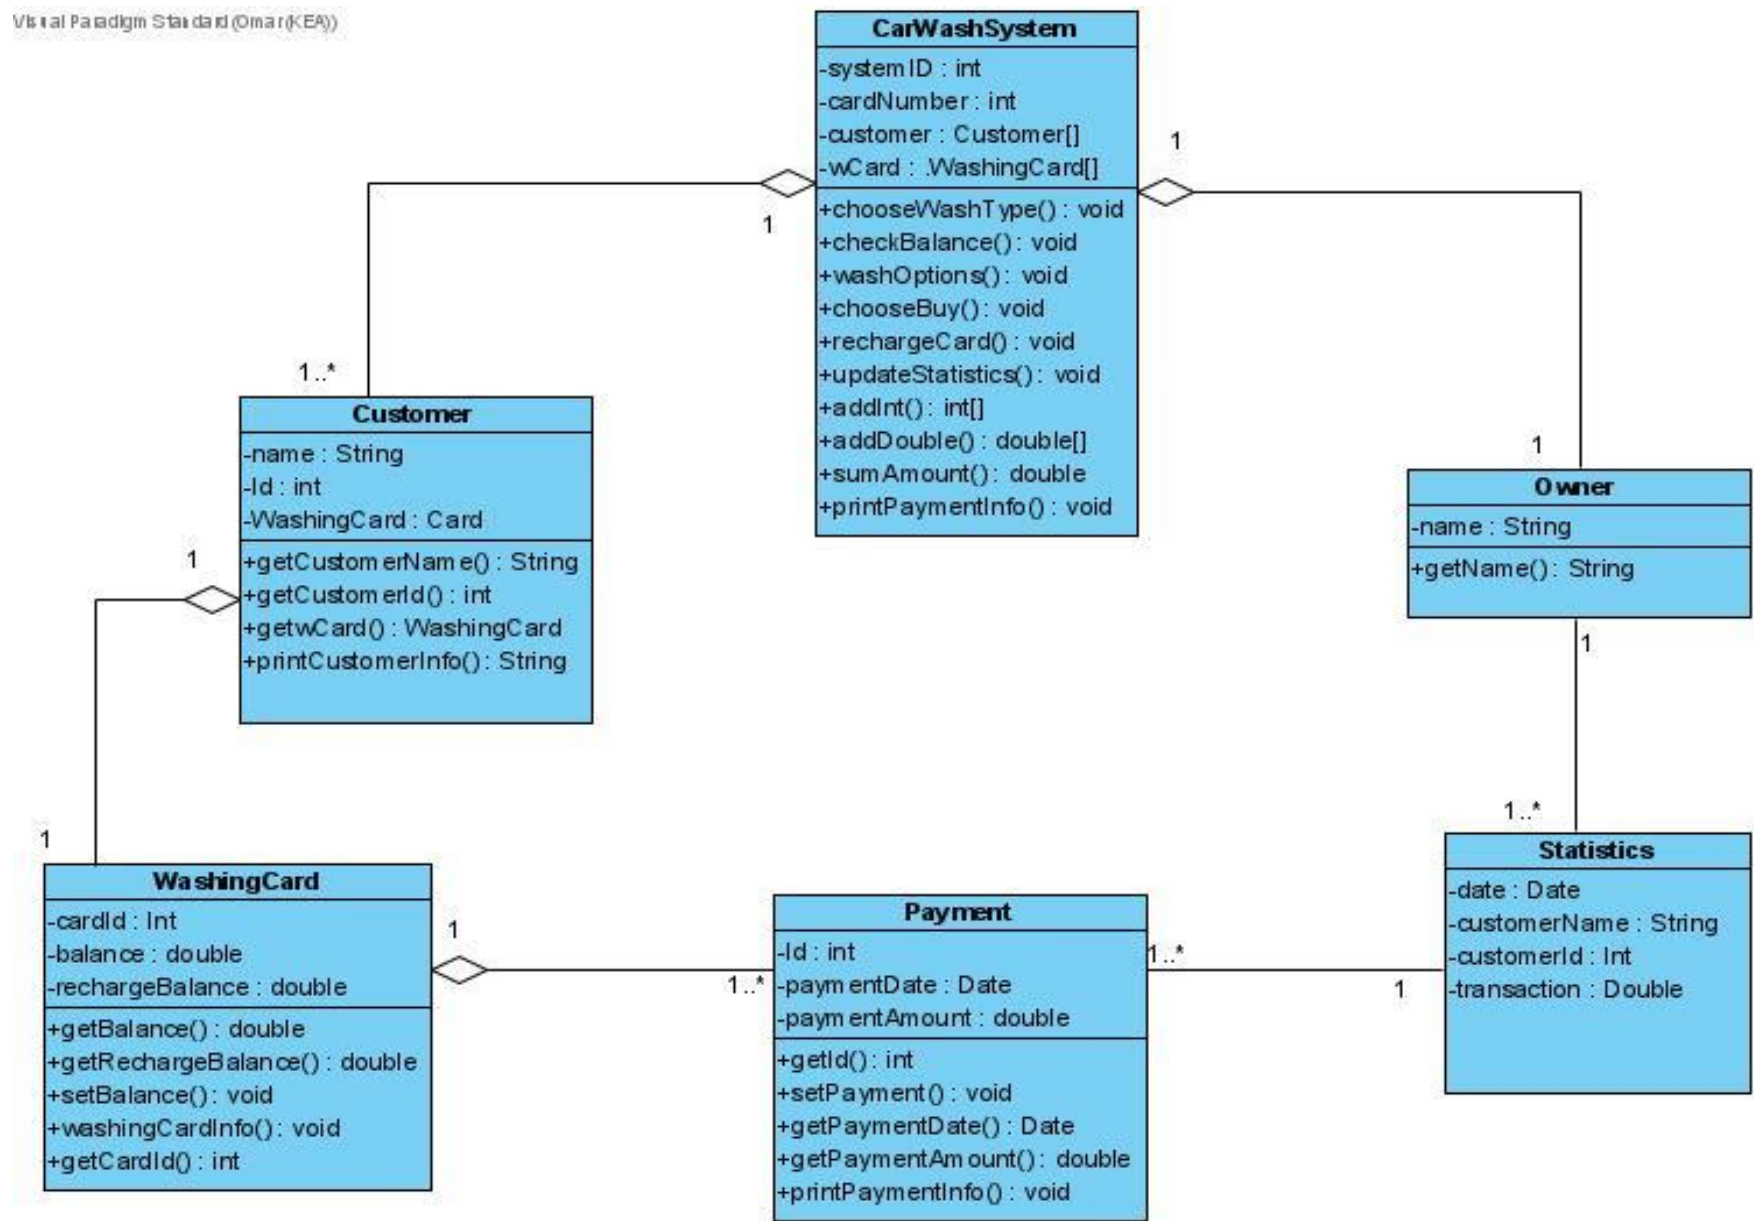 Visual Paradigm Standard (Omar (KEA))
CarWashSystem
-systemID : int
-cardNumber : int
-customer : Customer[]
-wCard : .WashingCard[]
+chooseWashType() : void
+checkBalance() : void
+washOptions() : void
+chooseBuy() : void
+rechargeCard() : void
+updateStatistics() : void
+addInt() : int[]
+addDouble() : double[]
+sumAmount() : double
+printPaymentInfo() : void
1
1
1..*
1
Customer
-name : String
-Id : int
-WashingCard : Card
+getCustomerName() : String
+getCustomerId() : int
+getwCard() : WashingCard
+printCustomerInfo() : String
Owner
-name : String
+getName() : String
1
1
1
1..*
WashingCard
-cardId : Int
-balance : double
-rechargeBalance : double
+getBalance() : double
+getRechargeBalance() : double
+setBalance() : void
+washingCardInfo() : void
+getCardId() : int
1
1..*
Payment
-Id : int
-paymentDate : Date
-paymentAmount : double
+getId() : int
+setPayment() : void
+getPaymentDate() : Date
+getPaymentAmount() : double
+printPaymentInfo() : void
1..*
1
Statistics
-date : Date
-customerName : String
-customerId : Int
-transaction : Double